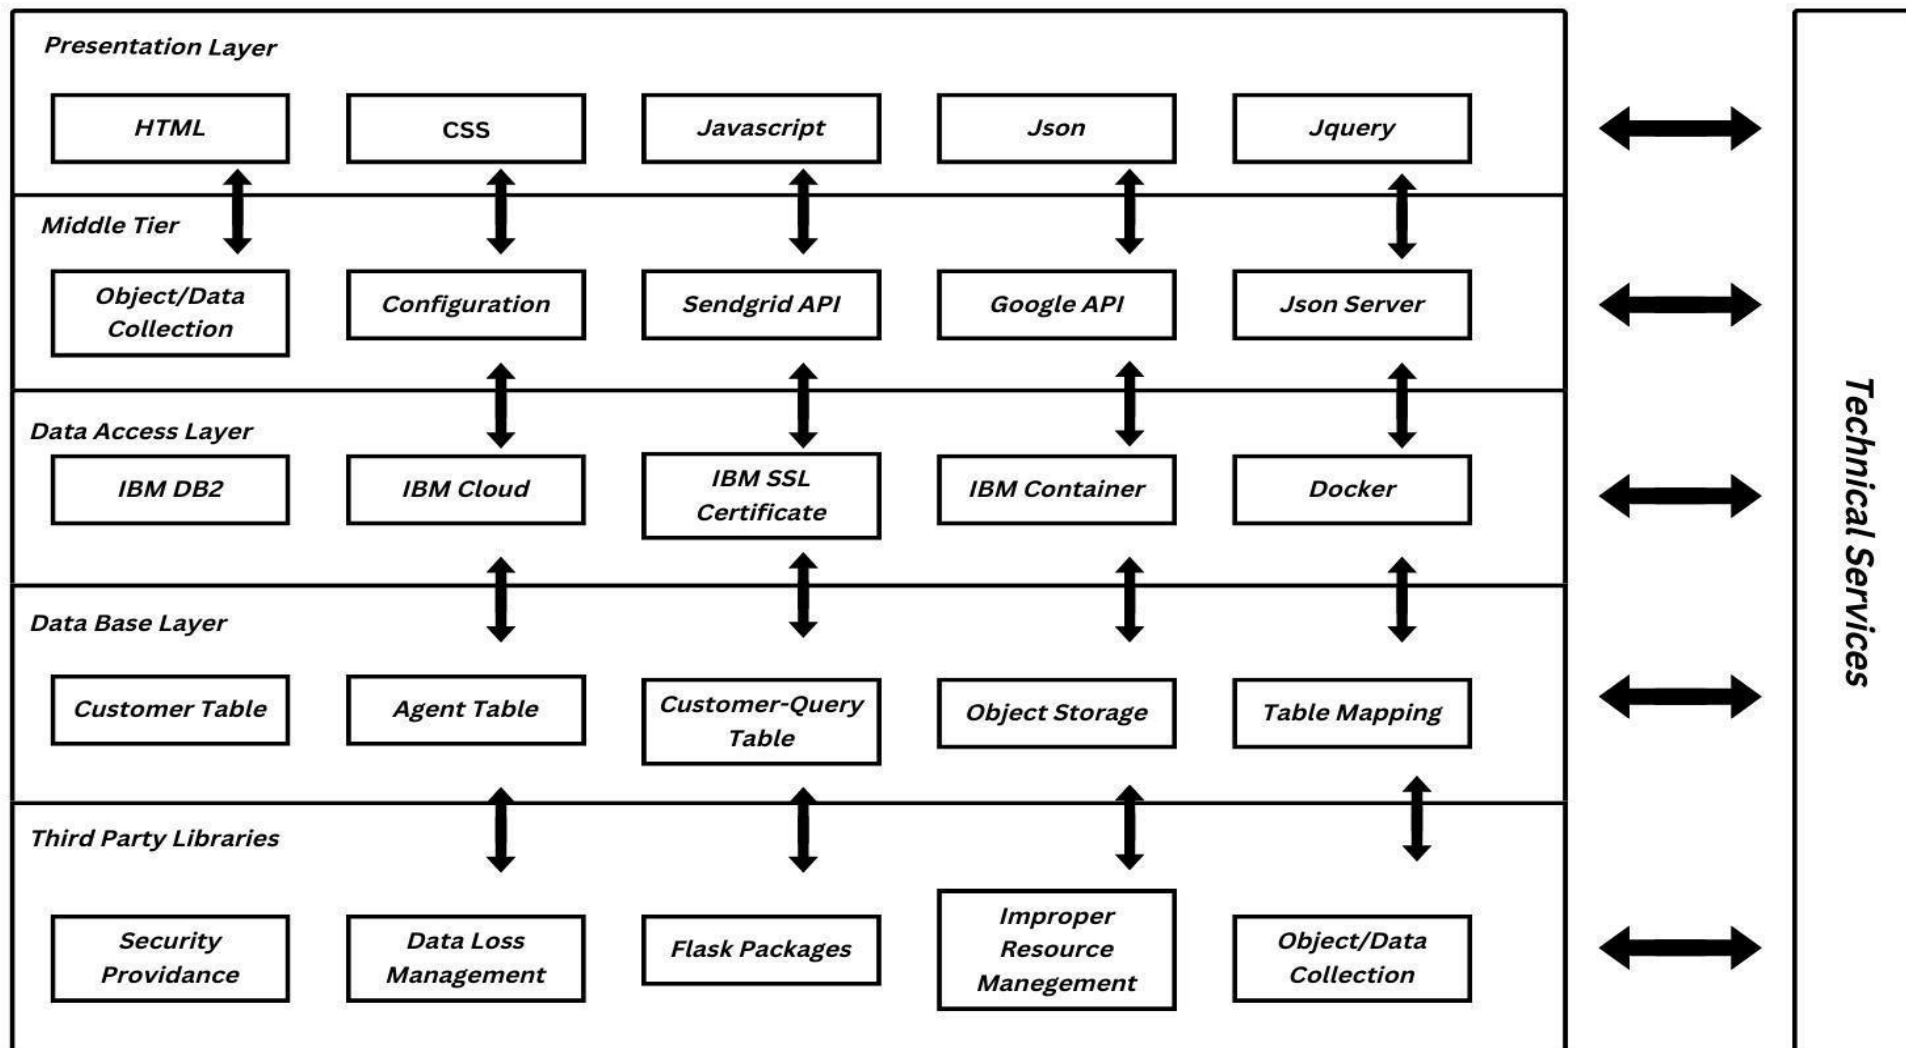 Presentation Layer
HTML
CSS
Javascript
Json
Jquery
Middle Tier
Object/Data
Collection
Configuration
Sendgrid API
Google API
Json Server
Data Access Layer
IBM DB2
IBM Cloud
IBM SSL
Certificate
IBM Container
Docker
Data Base Layer
Customer Table
Agent Table
Customer-Query
Table
Object Storage
Table Mapping
Third Party Libraries
Security
Providance
Data Loss
Management
Flask Packages
Improper
Resource
Manegement
Object/Data
Collection
Technical Services